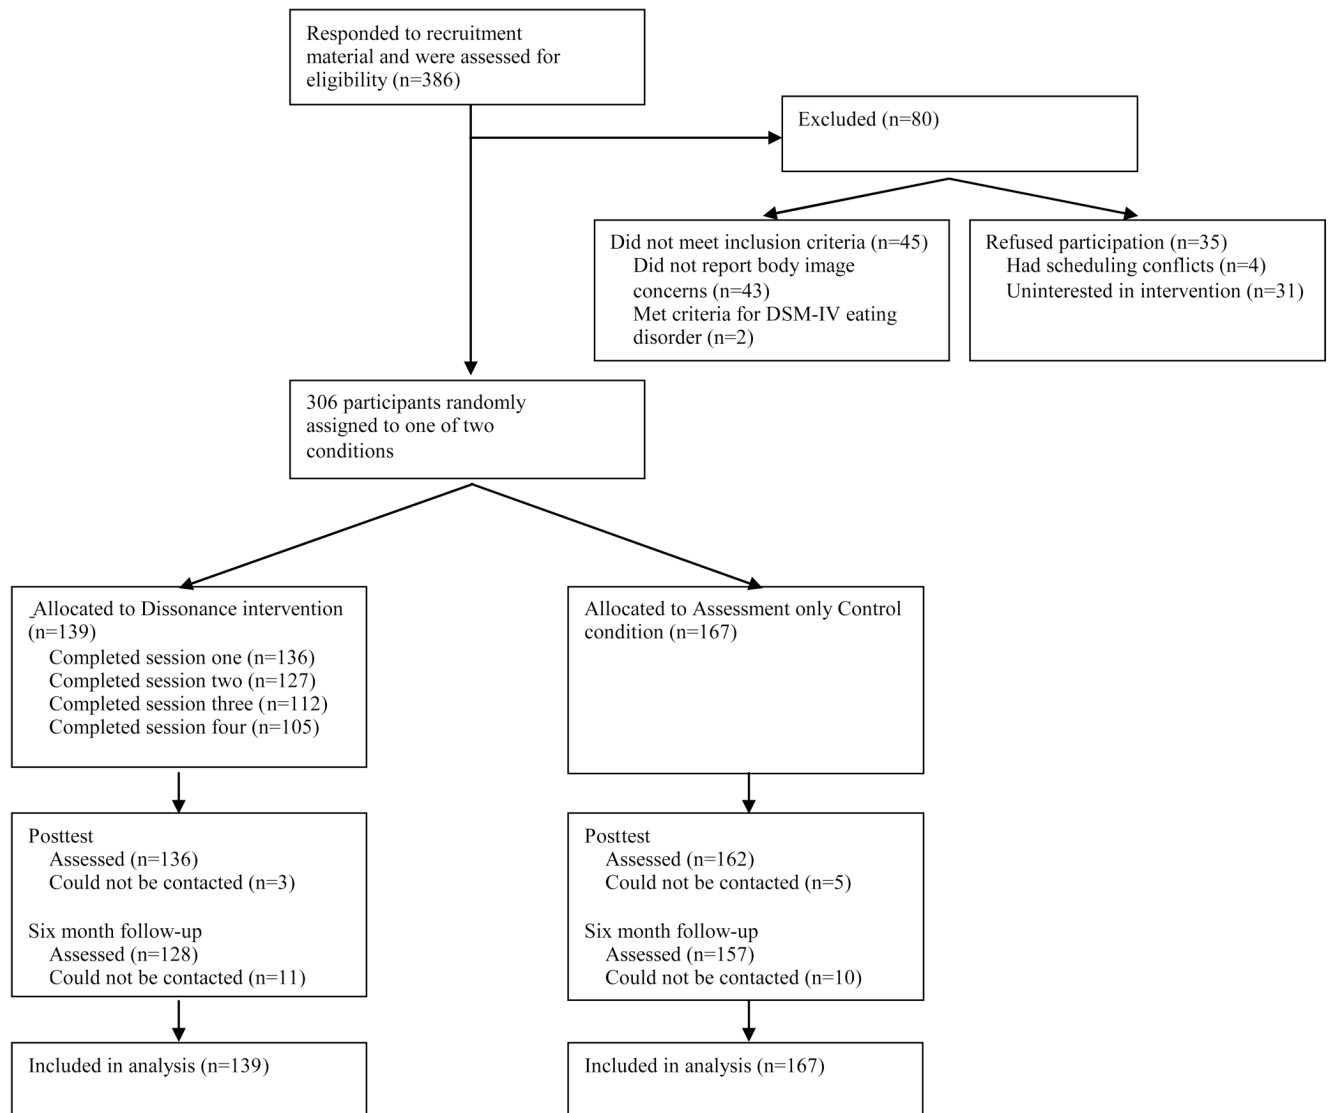 Responded to recruitment
material and were assessed for
eligibility (n=386)
Excluded (n=80)
Did not meet inclusion criteria (n=45)
Did not report body image
concerns (n=43)
Met criteria for DSM-IV eating
disorder (n=2)
Refused participation (n=35)
Had scheduling conflicts (n=4)
Uninterested in intervention (n=31)
306 participants randomly
assigned to one of two
conditions
Allocated to Dissonance intervention
(n=139)
Completed session one (n=136)
Completed session two (n=127)
Completed session three (n=112)
Completed session four (n=105)
Allocated to Assessment only Control
condition (n=167)
Posttest
Assessed (n=136)
Could not be contacted (n=3)
Six month follow-up
Assessed (n=128)
Could not be contacted (n=11)
Posttest
Assessed (n=162)
Could not be contacted (n=5)
Six month follow-up
Assessed (n=157)
Could not be contacted (n=10)
Included in analysis (n=139)
Included in analysis (n=167)